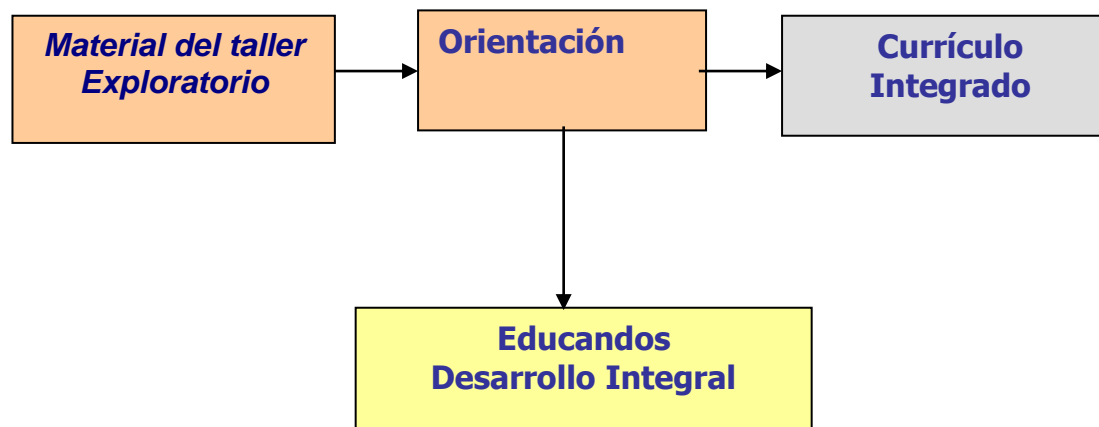 Material del taller
Exploratorio
Orientación
Currículo
Integrado
Educandos
Desarrollo Integral